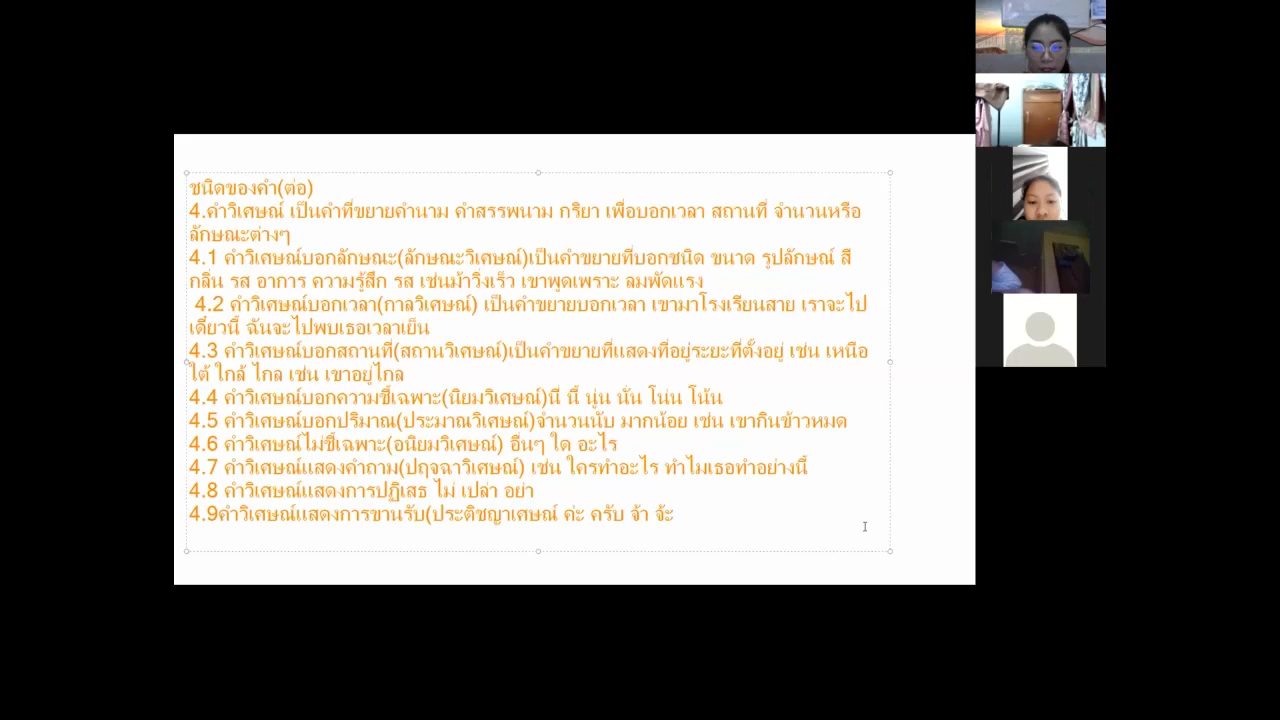 ชนิดของคำ(ต่อ)
4.คำวิเศษณ์ เป็นคำที่ขยายคำนาม คำสรรพนาม กริยา เพื่อบอกเวลา สถานที่ จำนวนหรือ
ลักษณะต่างๆ
4.1 คำวิเศษณ์บอกลักษณะ(ลักษณะวิเศษณ์)เป็นคำขยายที่บอกชนิด ขนาด รูปลักษณ์ สี
กลิ่น รส อาการ ความรู้สึก รส เช่นม้าวิ่งเร็ว เขาพูดเพราะ ลมพัดแรง
4.2 คำวิเศษณ์บอกเวลา(กาลวิเศษณ์) เป็นคำขยายบอกเวลา เขามาโรงเรียนสาย เราจะไป
เดี๋ยวนี้ ฉันจะไปพบเธอเวลาเย็น
4.3 คำวิเศษณ์บอกสถานที่(สถานวิเศษณ์)เป็นคำขยายที่แสดงที่อยู่ระยะที่ตั้งอยู่ เช่น เหนือ
ใต้ ใกล้ ไกล เช่น เขาอยู่ไกล
4.4 คำวิเศษณ์บอกความชี้เฉพาะ(นิยมวิเศษณ์)นี่ นี้ นู่น นั่น โน่น โน้น
4.5 คำวิเศษณ์บอกปริมาณ(ประมาณวิเศษณ์)จำนวนนับ มากน้อย เช่น เขากินข้าวหมด
4.6 คำวิเศษณ์ไม่ชี้เฉพาะ(อนิยมวิเศษณ์) อื่นๆ ใด อะไร
4.7 คำวิเศษณ์แสดงคำถาม(ปฤจฉาวิเศษณ์) เช่น ใครทำอะไร ทำไมเธอทำอย่างนี้
4.8 คำวิเศษณ์แสดงการปฏิเสธ ไม่ เปล่า อย่า
4.9คำวิเศษณ์แสดงการขานรับ(ประติชญาเศษณ์ ค่ะ ครับ จ้า จ้ะ